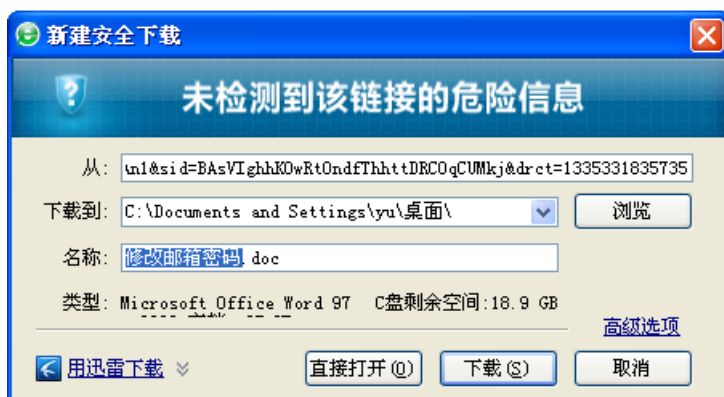 新建安全下载
未检测到该链接的危险信息
从: un1&sid=BAsVIghhKOwRtOndfThhttDRCOqCUMkj&drct=1335331835735
下载到: C:\Documents and Settings\yu\桌面\ 浏览
名称: 修改邮箱密码.doc
类型: Microsoft Office Word 97 C盘剩余空间:18.9 GB
高级选项
用迅雷下载 直接打开(O) 下载(S) 取消